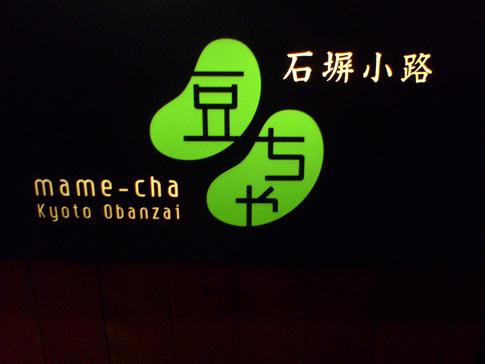 石塀小路
豆ちゃ
mame-cha
Kyoto Obanzai